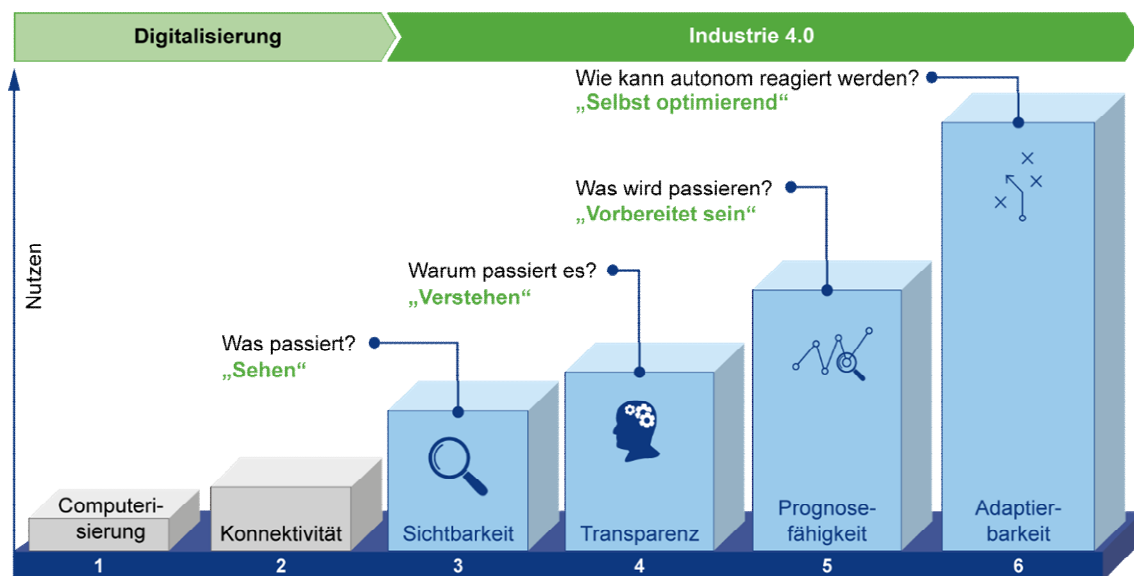 Digitalisierung
Industrie 4.0
Nutzen
Wie kann autonom reagiert werden?
„Selbst optimierend“
Was wird passieren?
„Vorbereitet sein“
Warum passiert es?
„Verstehen“
Was passiert?
„Sehen“
Computeri-
sierung
Konnektivität
Sichtbarkeit
Transparenz
Prognose-
fähigkeit
Adaptier-
barkeit
1
2
3
4
5
6